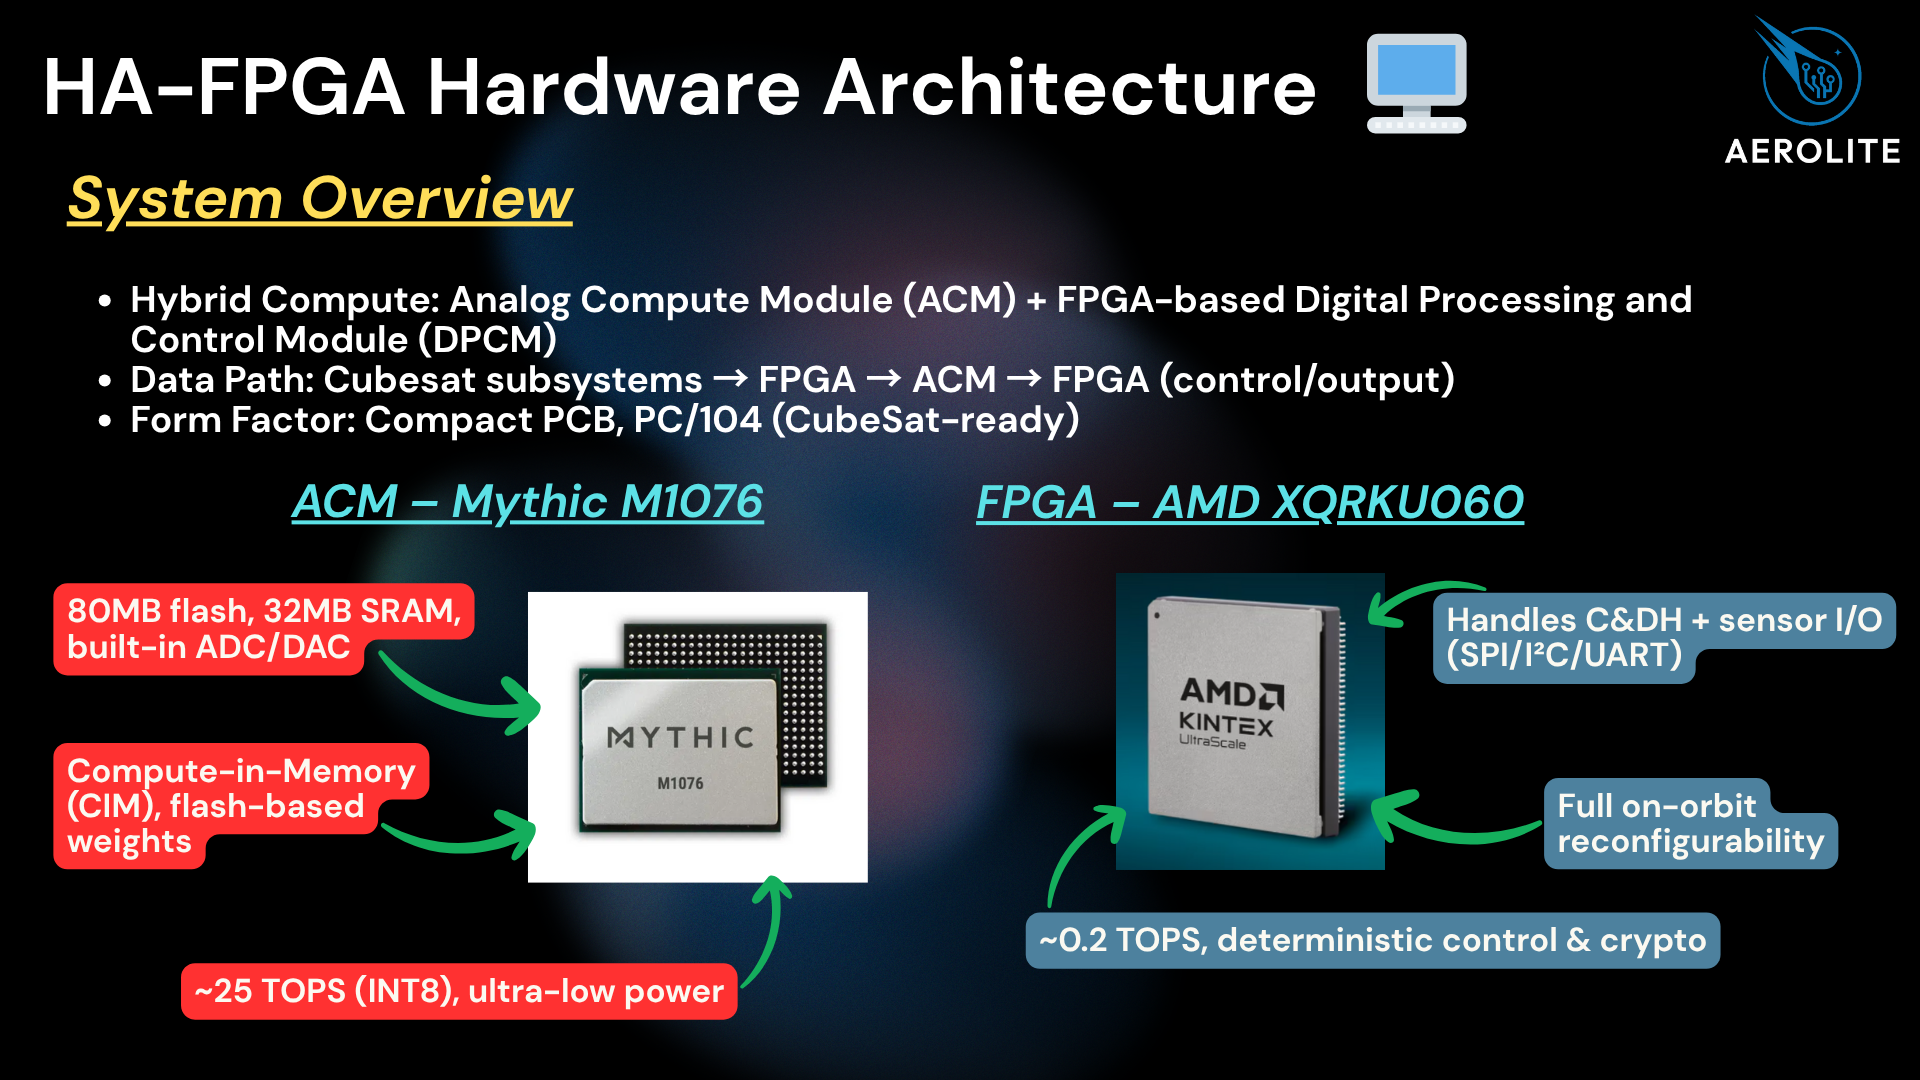 HA-FPGA Hardware Architecture
AEROLITE
System Overview
• Hybrid Compute: Analog Compute Module (ACM) + FPGA-based Digital Processing and
Control Module (DPCM)
• Data Path: Cubesat subsystems → FPGA → ACM → FPGA (control/output)
• Form Factor: Compact PCB, PC/104 (CubeSat-ready)
ACM – Mythic M1076
80MB flash, 32MB SRAM,
built-in ADC/DAC
Compute-in-Memory
(CIM), flash-based
weights
MYTHIC
M1076
~25 TOPS (INT8), ultra-low power
FPGA – AMD XQRKU060
AMD
KINTEX
UltraScale
Handles C&DH + sensor I/O
(SPI/I²C/UART)
Full on-orbit
reconfigurability
~0.2 TOPS, deterministic control & crypto